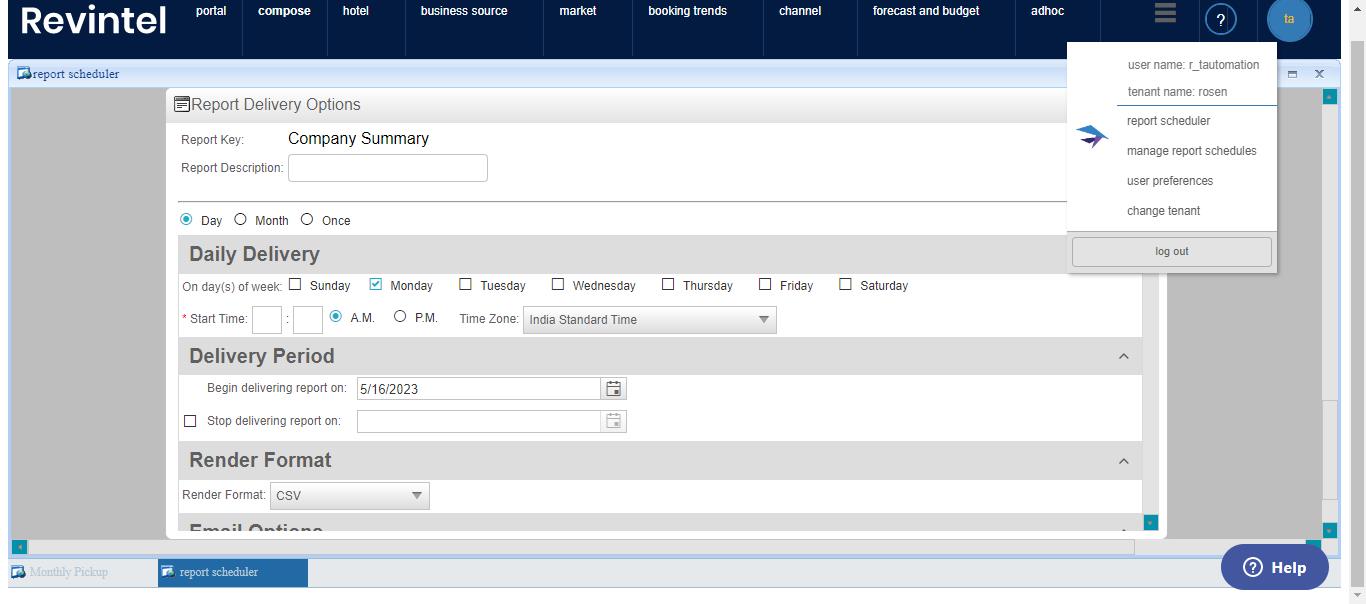 Revintel
portal compose hotel business source market booking trends channel forecast and budget adhoc ? ta
report scheduler
user name: r_tautomation
tenant name: rosen
report scheduler
manage report schedules
user preferences
change tenant
log out
Report Delivery Options
Report Key: Company Summary
Report Description:
Day Month Once
Daily Delivery
On day(s) of week: Sunday Monday Tuesday Wednesday Thursday Friday Saturday
* Start Time: : A.M. P.M. Time Zone: India Standard Time
Delivery Period
Begin delivering report on: 5/16/2023
Stop delivering report on:
Render Format
Render Format: CSV
Email Options
Monthly Pickup report scheduler
? Help